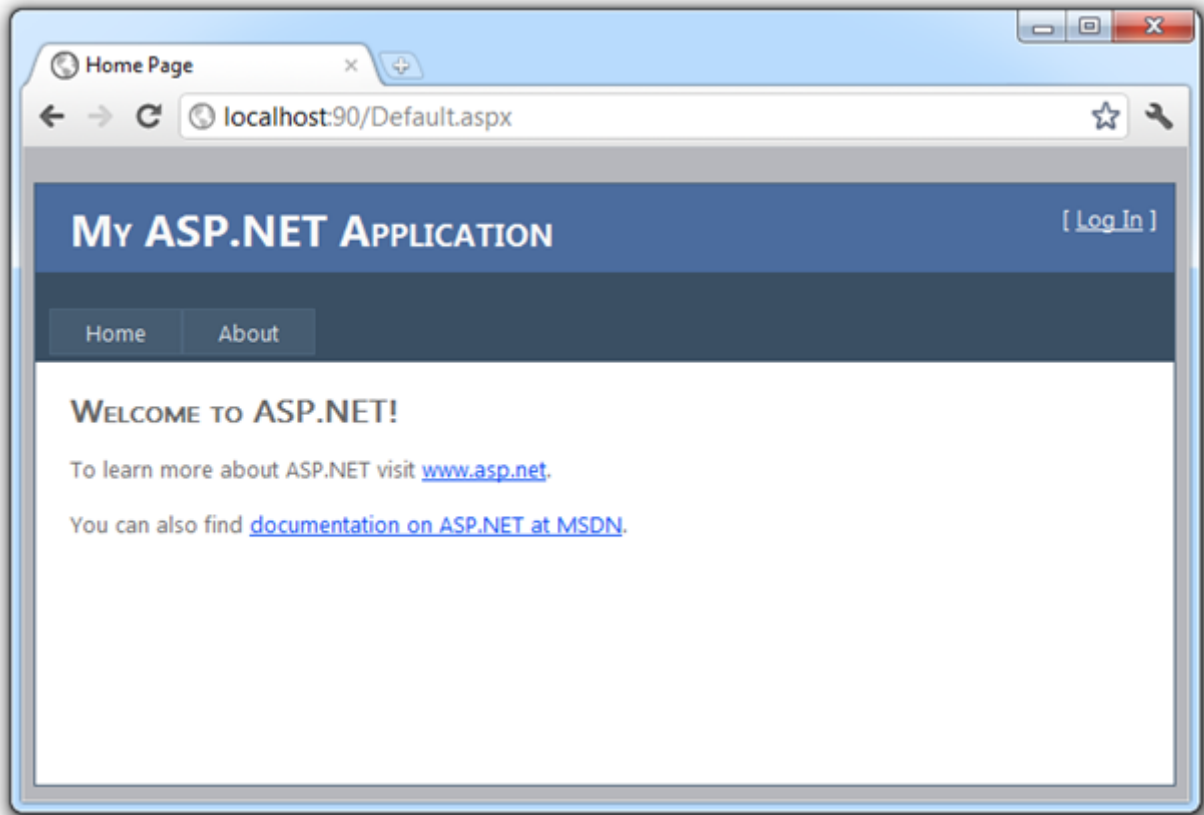 Home Page
localhost:90/Default.aspx
My ASP.NET Application
[ Log In ]
Home
About
Welcome to ASP.NET!
To learn more about ASP.NET visit www.asp.net.
You can also find documentation on ASP.NET at MSDN.